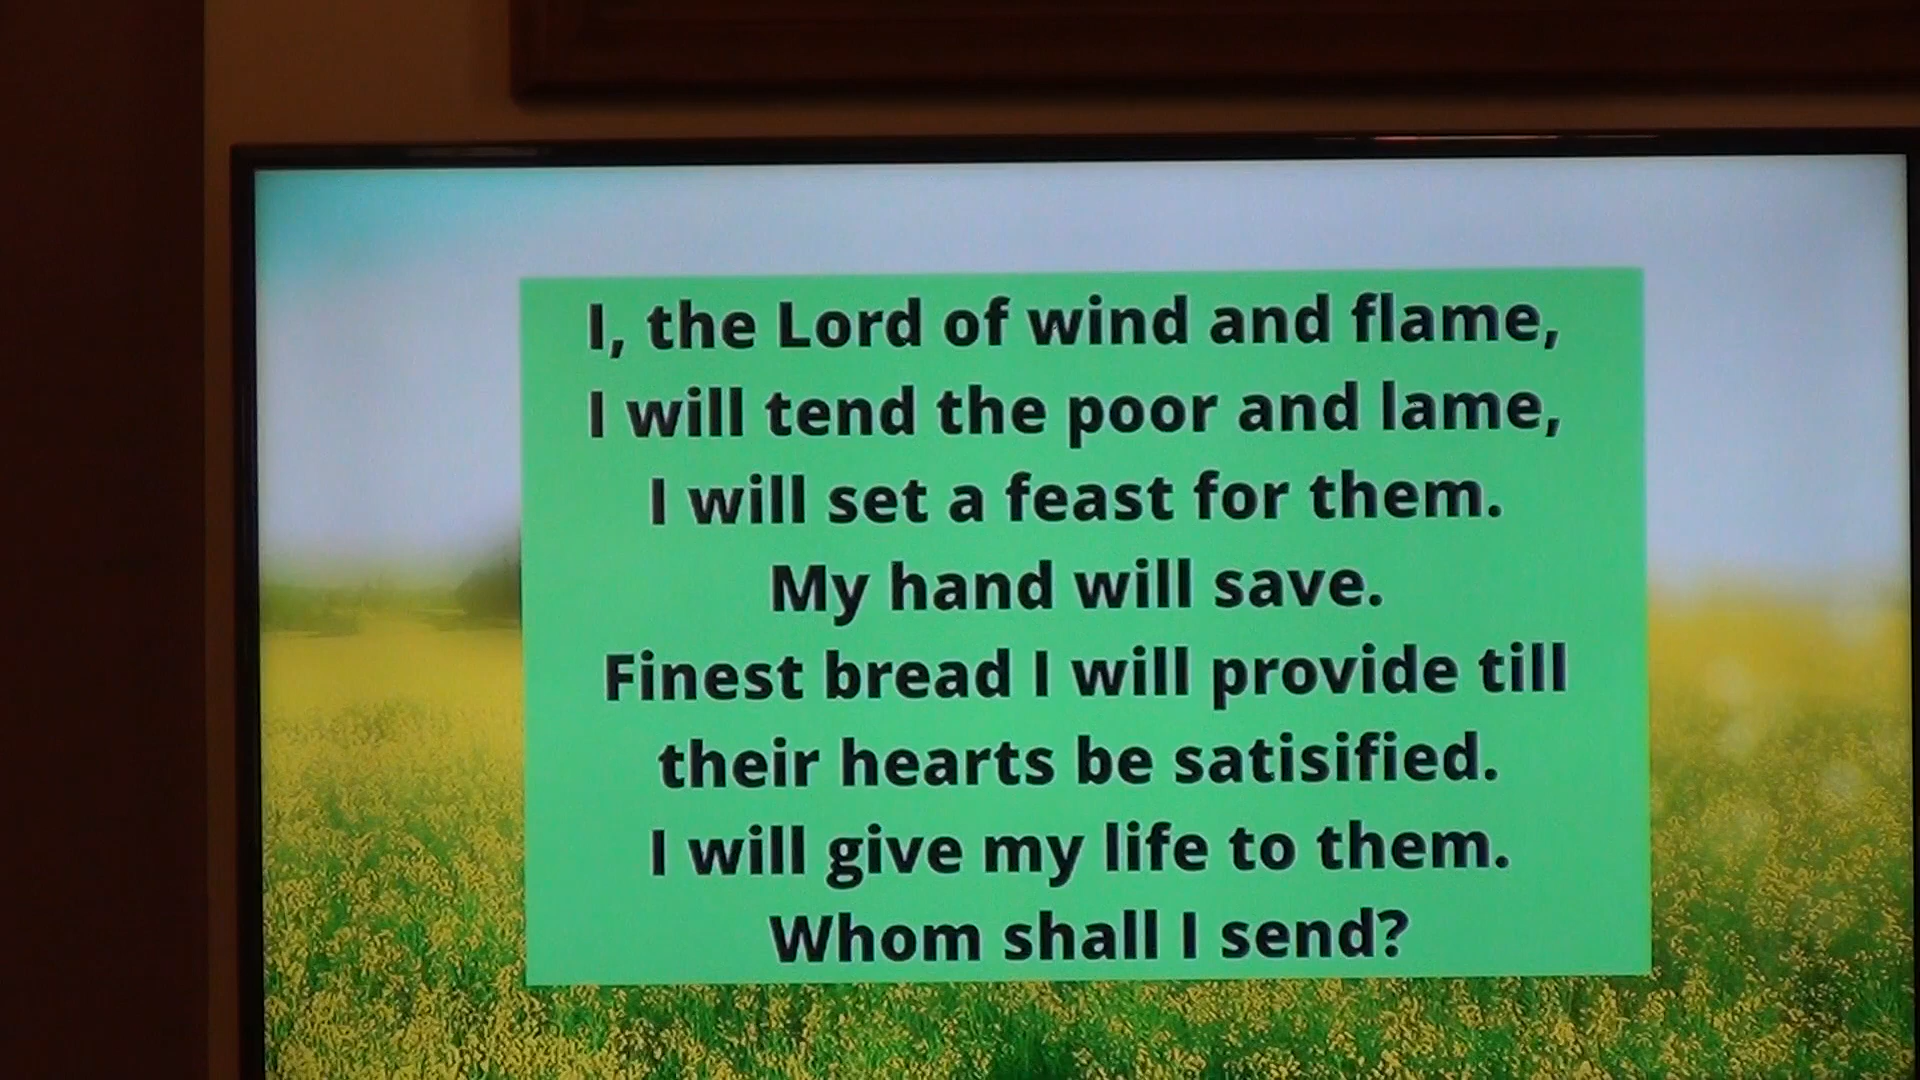 I, the Lord of wind and flame,
I will tend the poor and lame,
I will set a feast for them.
My hand will save.
Finest bread I will provide till
their hearts be satisified.
I will give my life to them.
Whom shall I send?